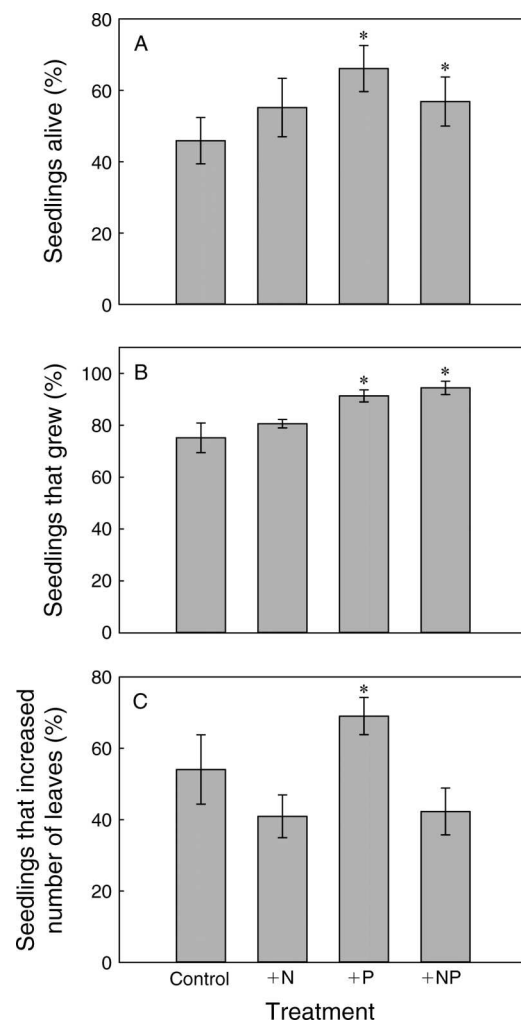 A
Seedlings alive (%)
80
60
40
20
0
*
*
B
Seedlings that grew (%)
100
80
60
40
20
0
*
*
C
Seedlings that increased
number of leaves (%)
80
60
40
20
0
*
Control +N +P +NP
Treatment